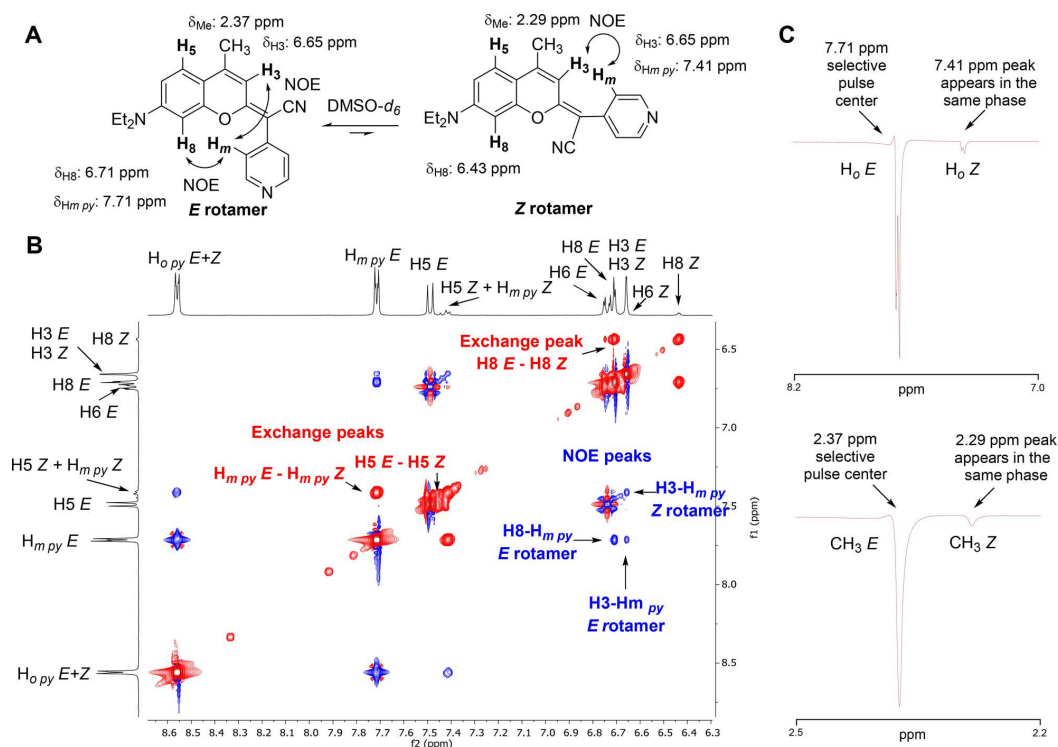 A
δMe: 2.37 ppm
H5
CH3
δH3: 6.65 ppm
H3
NOE
CN
O
Et2N
H8
Hm
NOE
N
δH8: 6.71 ppm
δHm py: 7.71 ppm
E rotamer
DMSO-d6
δMe: 2.29 ppm
NOE
H5
CH3
δH3: 6.65 ppm
H3
Hm
δHm py: 7.41 ppm
N
Et2N
O
H8
NC
δH8: 6.43 ppm
Z rotamer
B
Ho py E+Z
Hm py E
H5 E
H5 Z + Hm py Z
H8 E
H3 E
H3 Z
H6 E
H6 Z
H8 Z
H3 E
H3 Z
H8 Z
H8 E
H6 E
H5 Z + Hm py Z
H5 E
Hm py E
Ho py E+Z
Exchange peak
H8 E - H8 Z
Exchange peaks
Hm py E - Hm py Z
H5 E - H5 Z
NOE peaks
H3-Hm py
Z rotamer
H8-Hm py
E rotamer
H3-Hm py
E rotamer
6.5
7.0
7.5
8.0
8.5
f1 (ppm)
8.6 8.5 8.4 8.3 8.2 8.1 8.0 7.9 7.8 7.7 7.6 7.5 7.4 7.3 7.2 7.1 7.0 6.9 6.8 6.7 6.6 6.5 6.4 6.3
f2 (ppm)
C
7.71 ppm
selective
pulse
center
7.41 ppm peak
appears in the
same phase
Ho E
Ho Z
8.2
ppm
7.0
2.37 ppm
selective
pulse center
2.29 ppm peak
appears in the
same phase
CH3 E
CH3 Z
2.5
ppm
2.2